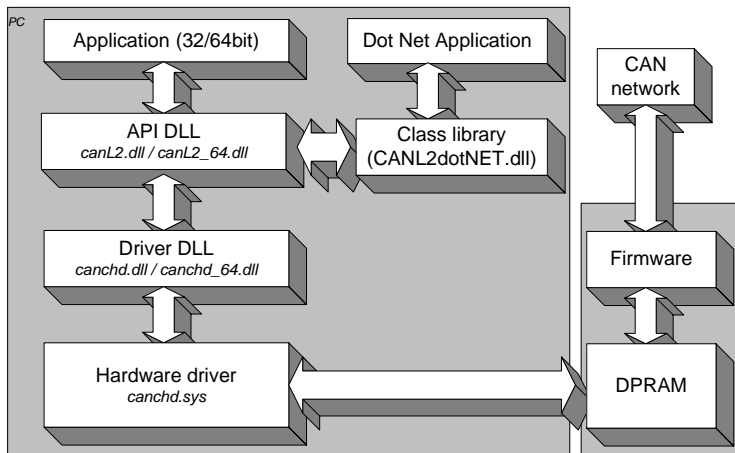 PC
Application (32/64bit)
Dot Net Application
CAN
network
API DLL
canL2.dll / canL2_64.dll
Class library
(CANL2dotNET.dll)
Driver DLL
canchd.dll / canchd_64.dll
Firmware
Hardware driver
canchd.sys
DPRAM